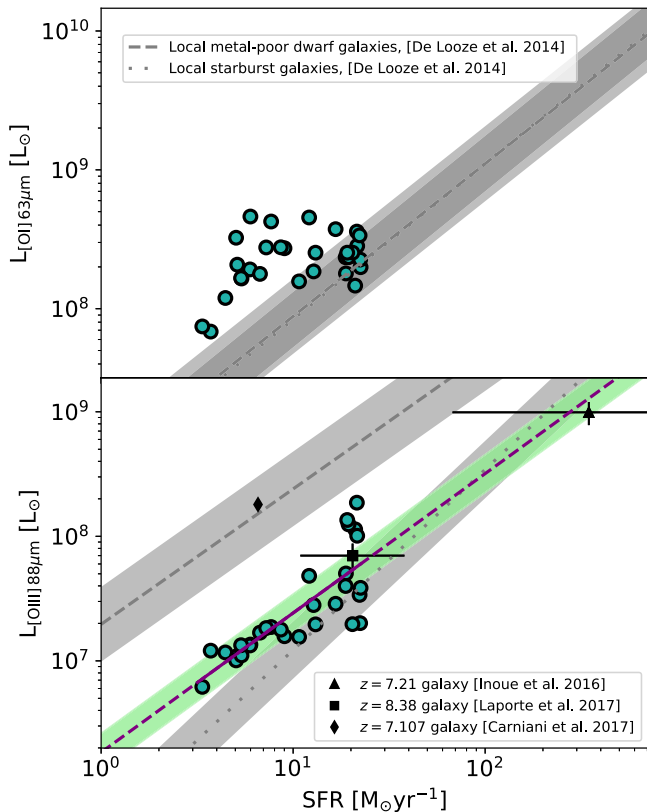 10¹⁰
Local metal-poor dwarf galaxies, [De Looze et al. 2014]
Local starburst galaxies, [De Looze et al. 2014]
L[OI] 63μm [L⊙]
10⁹
10⁸
10⁹
L[OIII] 88μm [L⊙]
10⁸
10⁷
z = 7.21 galaxy [Inoue et al. 2016]
z = 8.38 galaxy [Laporte et al. 2017]
z = 7.107 galaxy [Carniani et al. 2017]
10⁰ 10¹ 10²
SFR [M⊙yr⁻¹]